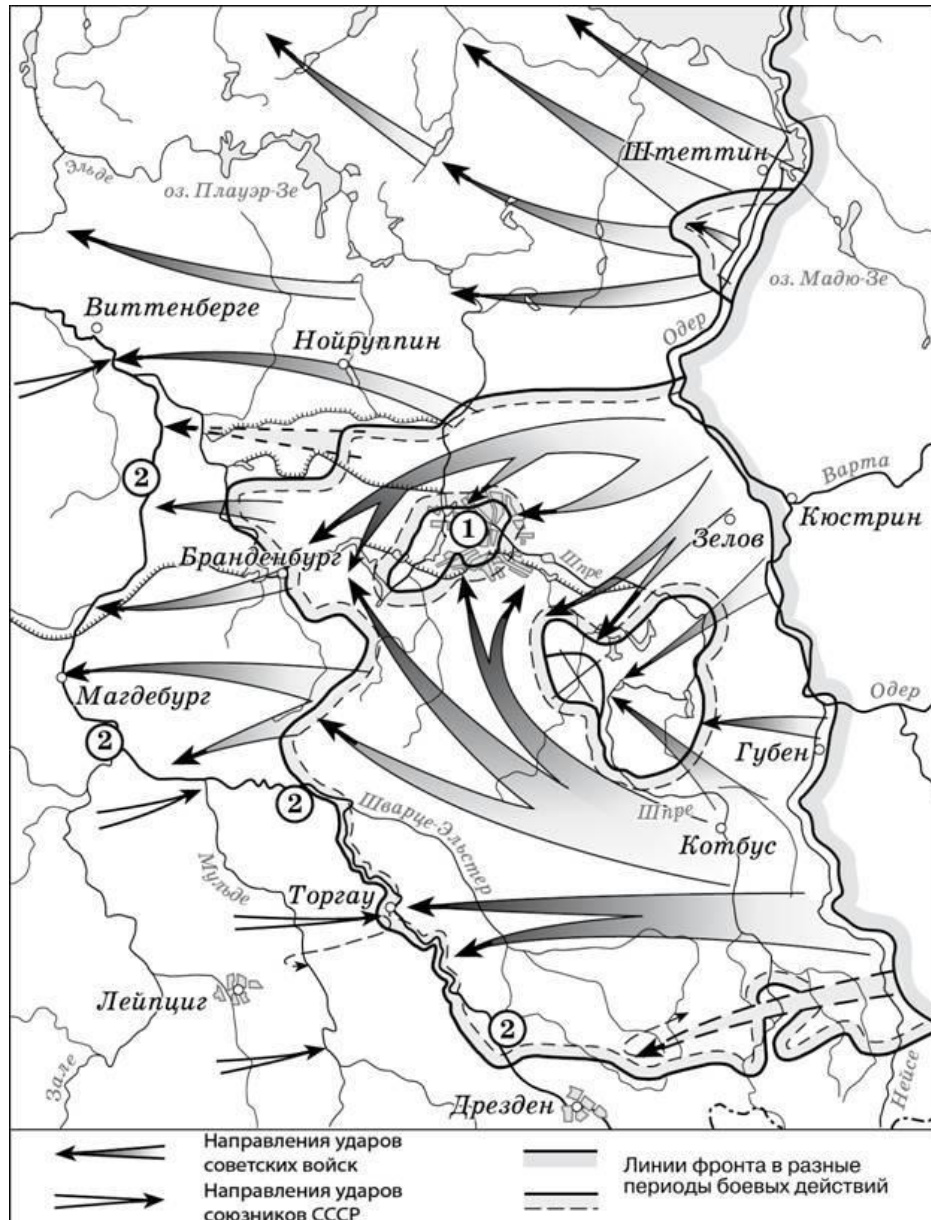 Штеттин
Эльде
оз. Плауэр-Зе
оз. Мадю-Зе
Виттенберге
Одер
Нойруппин
2
Варта
1
Кюстрин
Зелов
Бранденбург
Шпре
Магдебург
Одер
2
Губен
2
Шпре
Шварце-Эльстер
Котбус
Мульде
Торгау
Лейпциг
2
Зале
Дрезден
Нейсе
Направления ударов
советских войск
Направления ударов
союзников СССР
Линии фронта в разные
периоды боевых действий